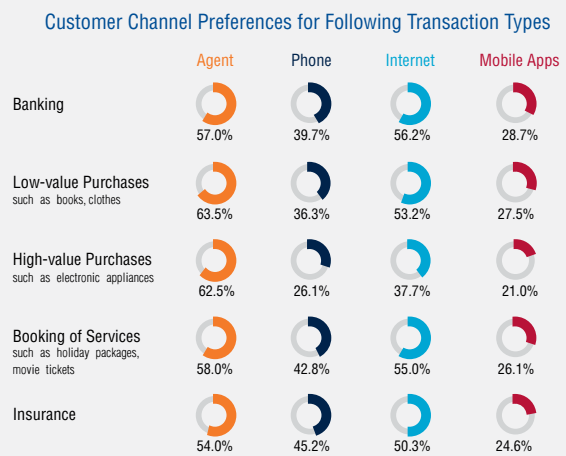 Customer Channel Preferences for Following Transaction Types
Agent Phone Internet Mobile Apps
Banking
57.0% 39.7% 56.2% 28.7%
Low-value Purchases
such as books, clothes
63.5% 36.3% 53.2% 27.5%
High-value Purchases
such as electronic appliances
62.5% 26.1% 37.7% 21.0%
Booking of Services
such as holiday packages,
movie tickets
58.0% 42.8% 55.0% 26.1%
Insurance
54.0% 45.2% 50.3% 24.6%